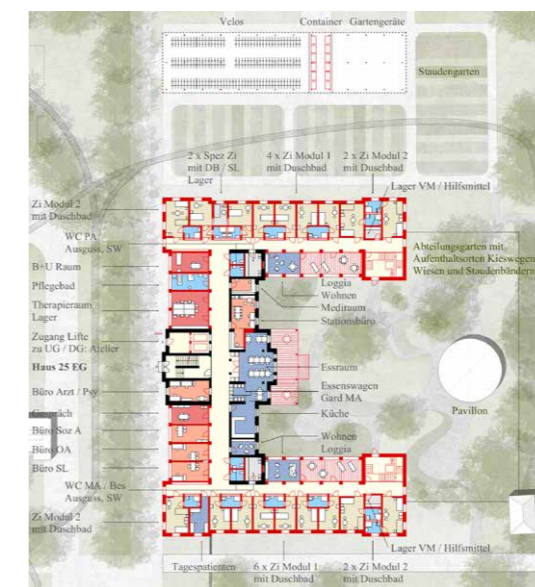 Velos
Container
Gartengeräte
Staudengarten
2 x Spez Zi
mit DB / SL
Lager
4 x Zi Modul 1
mit Duschbad
2 x Zi Modul 2
mit Duschbad
Lager VM / Hilfsmittel
Zi Modul 2
mit Duschbad
WC PA
Ausguss, SW
B+U Raum
Pflegebad
Therapieraum
Lager
Zugang Lifte
zu UG / DG: Atelier
Haus 25 EG
Büro Arzt / Psy
Gespräch
Büro Soz A
Büro OA
Büro SL
WC MA / Bes
Ausguss, SW
Zi Modul 2
mit Duschbad
Abteilungsgarten mit
Aufenthaltsorten Kieswegen
Wiesen und Staudenbändern
Loggia
Wohnen
Mediraum
Stationsbüro
Essraum
Essenswagen
Gard MA
Küche
Wohnen
Loggia
Pavillon
Lager VM / Hilfsmittel
Tagespatienten
6 x Zi Modul 1
mit Duschbad
2 x Zi Modul 2
mit Duschbad